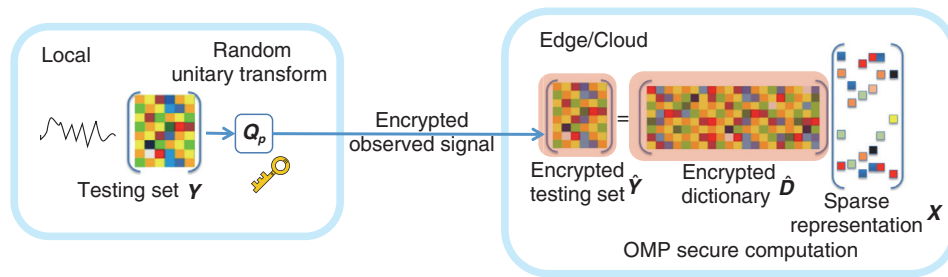 Local
Random
unitary transform
Testing set Y
Qp
Encrypted
observed signal
Edge/Cloud
=
Encrypted
testing set Ŷ
Encrypted
dictionary D̂
Sparse
representation X
OMP secure computation